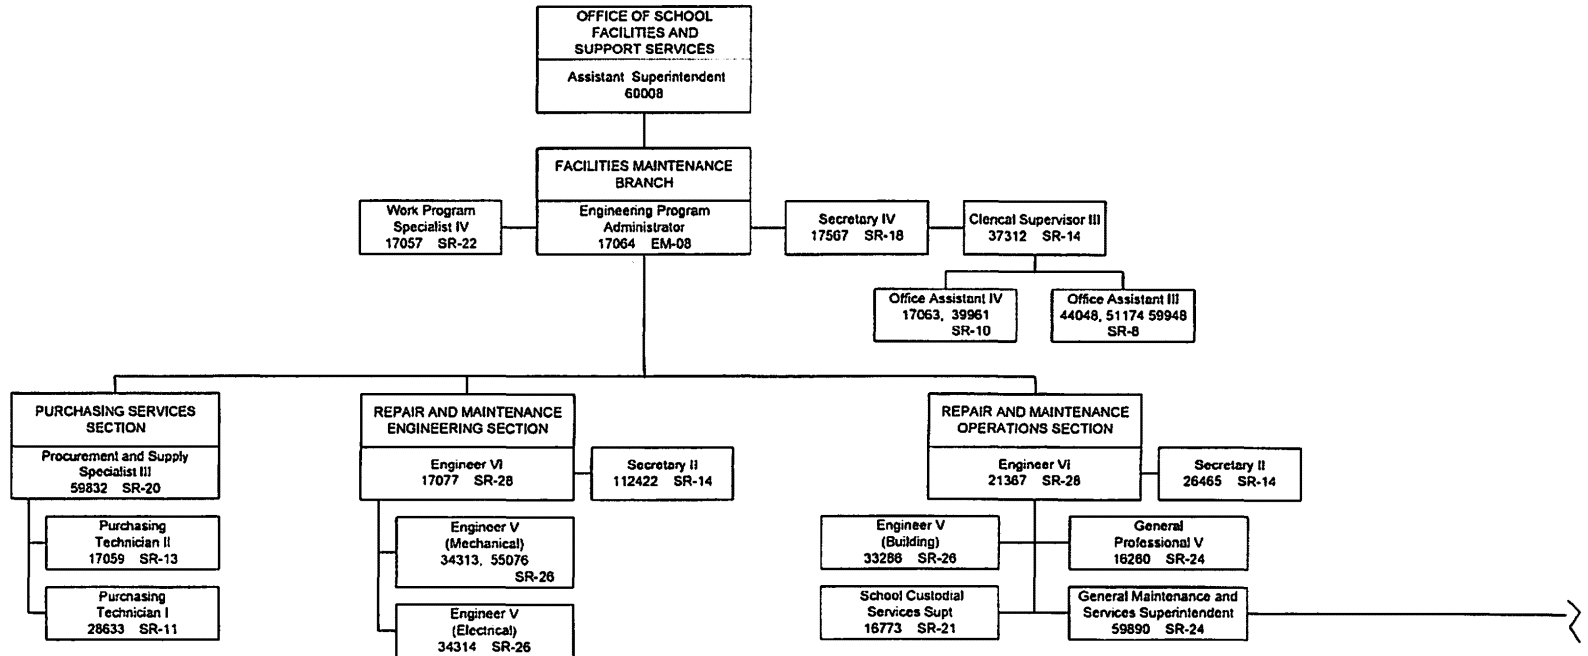 OFFICE OF SCHOOL
FACILITIES AND
SUPPORT SERVICES
Assistant Superintendent
60008
FACILITIES MAINTENANCE
BRANCH
Engineering Program
Administrator
17064 EM-08
Work Program
Specialist IV
17057 SR-22
Secretary IV
17567 SR-18
Clencal Supervisor III
37312 SR-14
Office Assistant IV
17063, 39961
SR-10
Office Assistant III
44048, 51174 59948
SR-8
PURCHASING SERVICES
SECTION
Procurement and Supply
Specialist III
59832 SR-20
Purchasing
Technician II
17059 SR-13
Purchasing
Technician I
28633 SR-11
REPAIR AND MAINTENANCE
ENGINEERING SECTION
Engineer VI
17077 SR-28
Secretary II
112422 SR-14
Engineer V
(Mechanical)
34313, 55076
SR-26
Engineer V
(Electrical)
34314 SR-26
REPAIR AND MAINTENANCE
OPERATIONS SECTION
Engineer VI
21367 SR-28
Secretary II
26465 SR-14
Engineer V
(Building)
33286 SR-26
General
Professional V
16260 SR-24
School Custodial
Services Supt
16773 SR-21
General Maintenance and
Services Superintendent
59890 SR-24